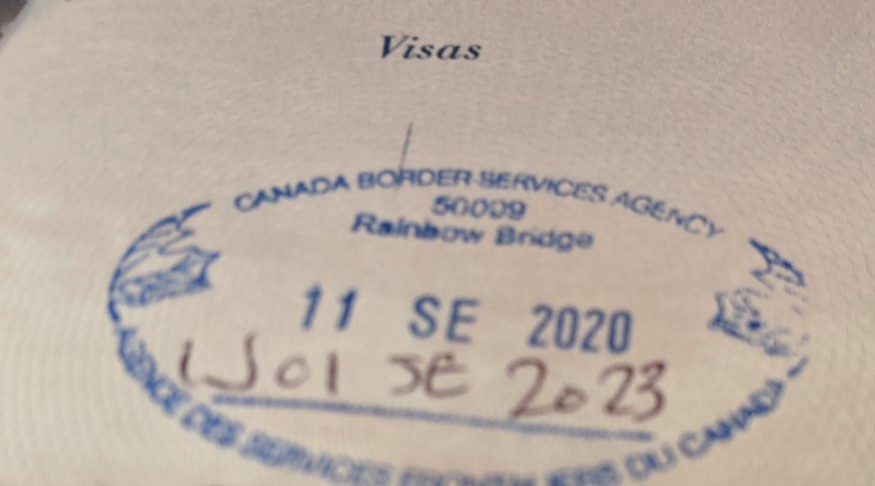 Visas
CANADA BORDER SERVICES AGENCY
50009
Rainbow Bridge
11 SE 2020
W 01 SE 2023
AGENCE DES SERVICES FRONTALIERS DU CANADA